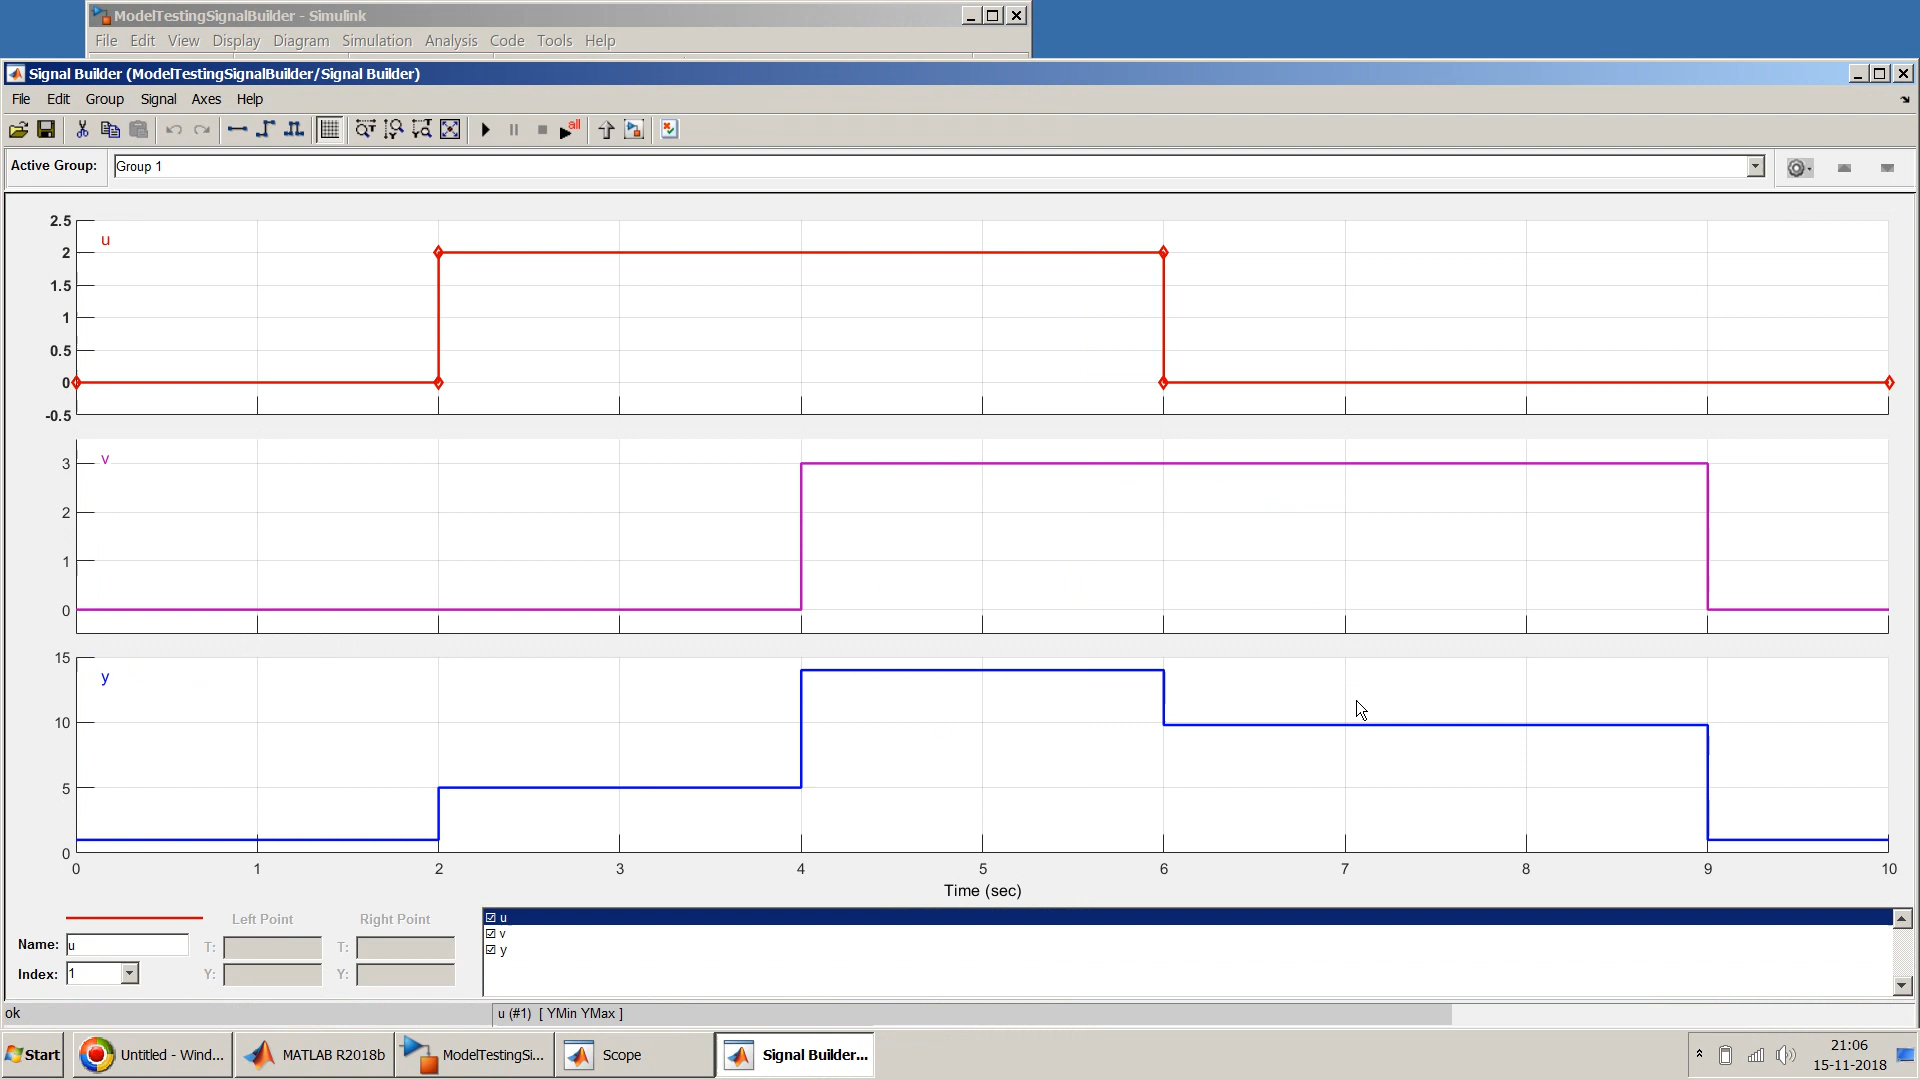 ModelTestingSignalBuilder - Simulink
File Edit View Display Diagram Simulation Analysis Code Tools Help
Signal Builder (ModelTestingSignalBuilder/Signal Builder)
File Edit Group Signal Axes Help
all
Active Group: Group 1
2.5
u
2
1.5
1
0.5
0
-0.5
v
3
2
1
0
15
y
10
5
0
0 1 2 3 4 5 6 7 8 9 10
Time (sec)
Left Point Right Point
Name: u T: T:
Index: 1 Y: Y:
u
v
y
ok u (#1) [ YMin YMax ]
Start Untitled - Wind... MATLAB R2018b ModelTestingSi... Scope Signal Builder... 21:06
15-11-2018